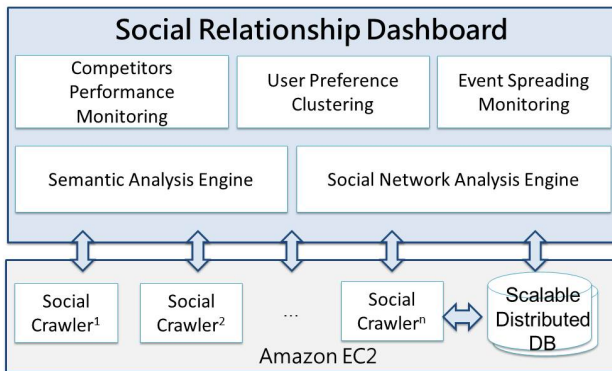 Social Relationship Dashboard
Competitors
Performance
Monitoring
User Preference
Clustering
Event Spreading
Monitoring
Semantic Analysis Engine
Social Network Analysis Engine
Social
Crawler¹
Social
Crawler²
...
Social
Crawlerⁿ
Scalable
Distributed
DB
Amazon EC2